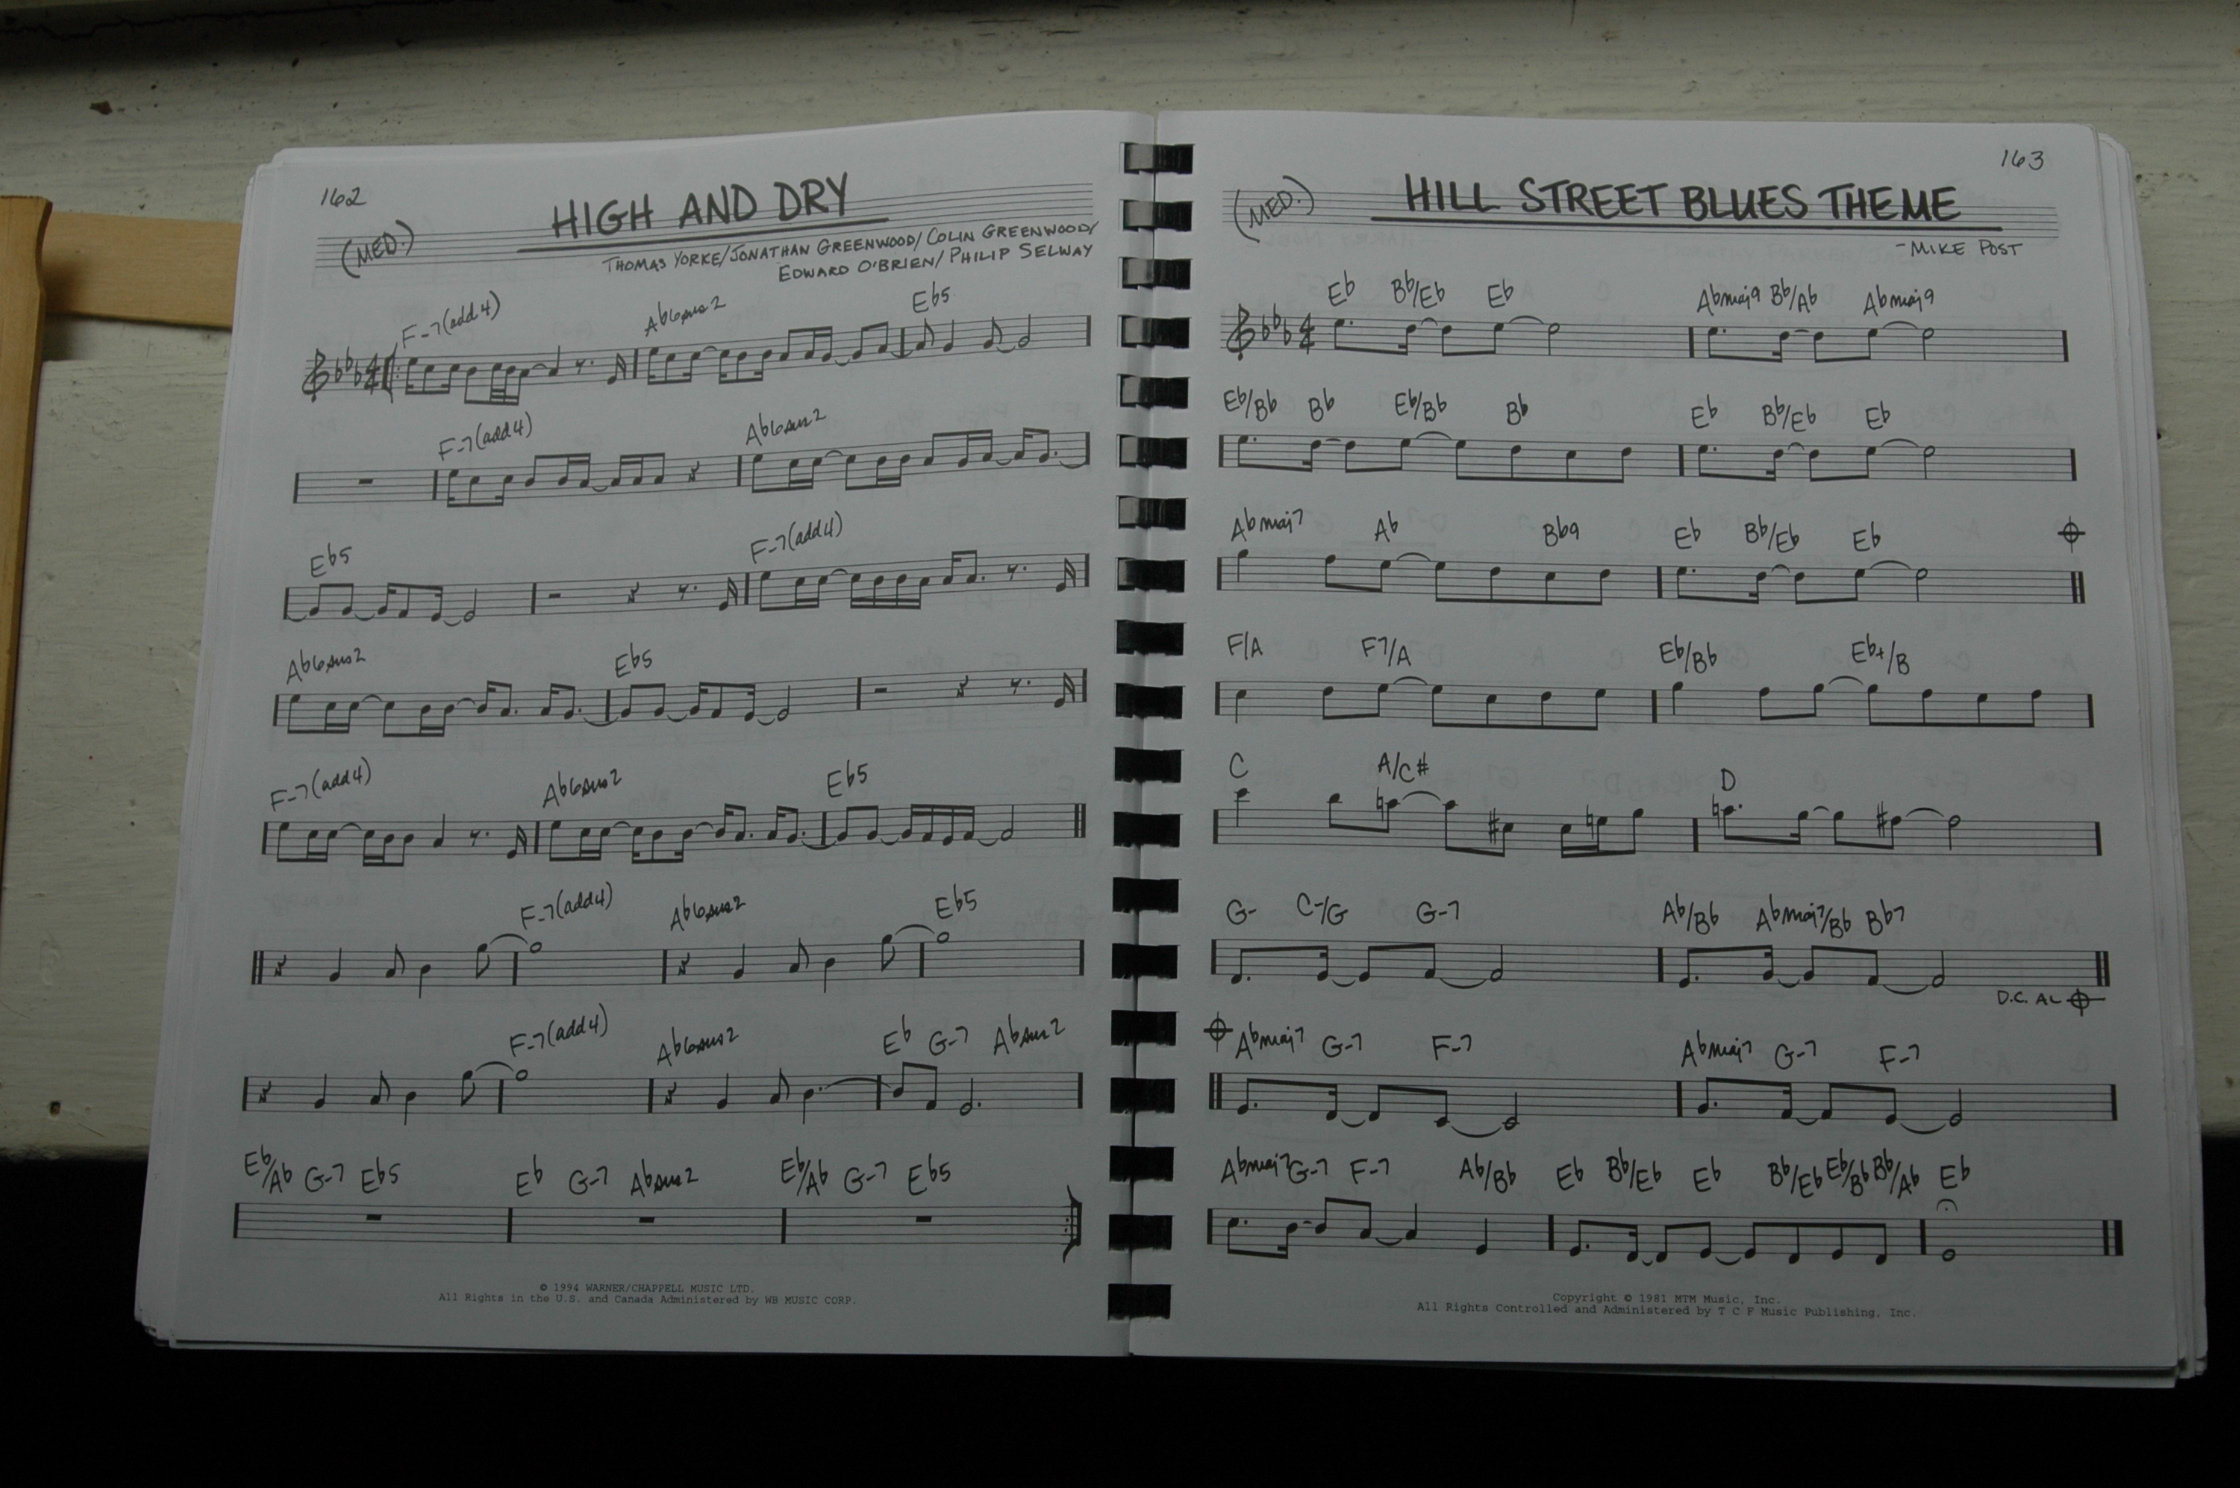 162
HIGH AND DRY
(MED.)
THOMAS YORKE/JONATHAN GREENWOOD/COLIN GREENWOOD/
EDWARD O'BRIEN/PHILIP SELWAY
F-7(add4) Ab6sus2 Eb5
F-7(add4) Ab6sus2
Eb5 F-7(add4)
Ab6sus2 Eb5
F-7(add4) Ab6sus2 Eb5
F-7(add4) Ab6sus2 Eb5
F-7(add4) Ab6sus2 Eb G-7 Absus2
Eb/Ab G-7 Eb5 Eb G-7 Absus2 Eb/Ab G-7 Eb5
© 1994 WARNER/CHAPPELL MUSIC LTD.
All Rights in the U.S. and Canada Administered by WB MUSIC CORP.
163
HILL STREET BLUES THEME
(MED.)
-MIKE POST
Eb Bb/Eb Eb Abmaj9 Bb/Ab Abmaj9
Eb/Bb Bb Eb/Bb Bb Eb Bb/Eb Eb
Abmaj7 Ab Bb9 Eb Bb/Eb Eb
F/A F7/A Eb/Bb Eb+/B
C A/C# D
G- C-/G G-7 Ab/Bb Abmaj7/Bb Bb7
D.C. AL
Abmaj7 G-7 F-7 Abmaj7 G-7 F-7
Abmaj7 G-7 F-7 Ab/Bb Eb Bb/Eb Eb Bb/Eb Eb/Bb Bb/Ab Eb
Copyright © 1981 MTM Music, Inc.
All Rights Controlled and Administered by T C F Music Publishing, Inc.